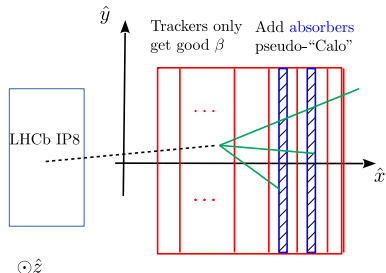 ŷ
Trackers only
get good β
Add absorbers
pseudo-“Calo”
LHCb IP8
. . .
x̂
. . .
⊙ẑ